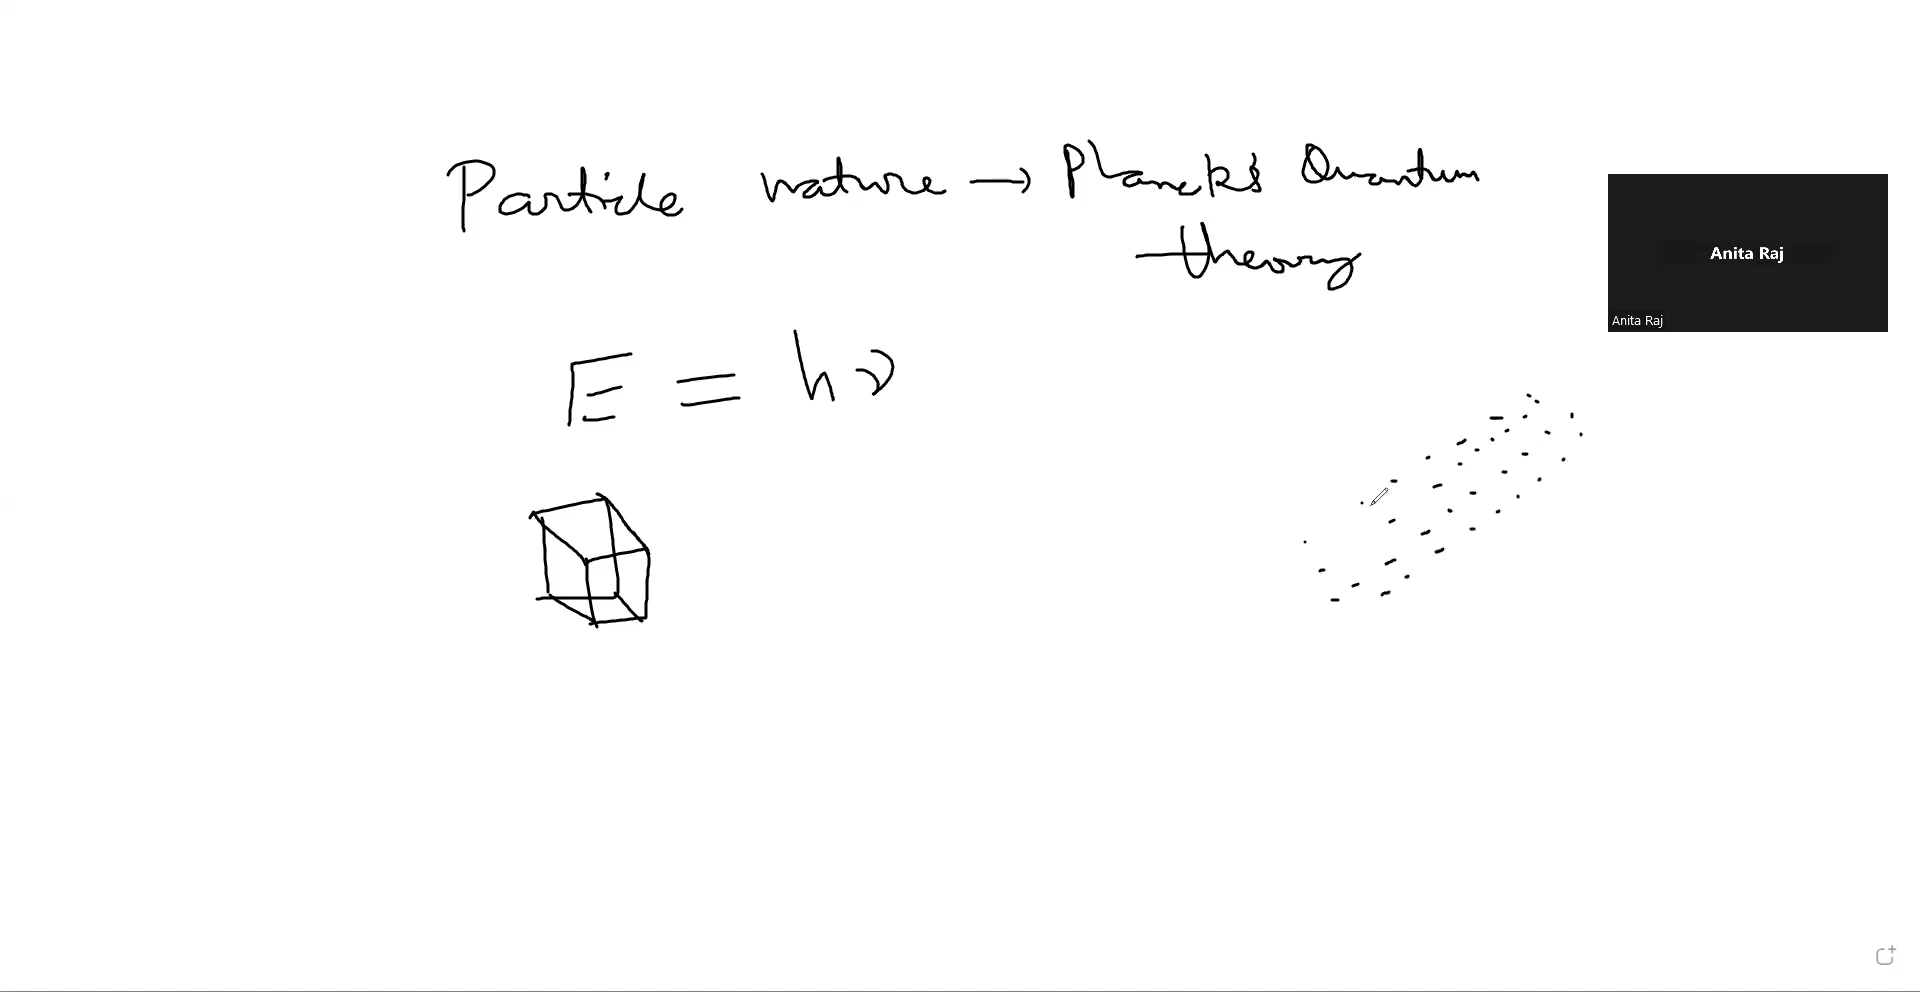 Particle nature → Planck's Quantum
theory
Anita Raj
Anita Raj
E = hν